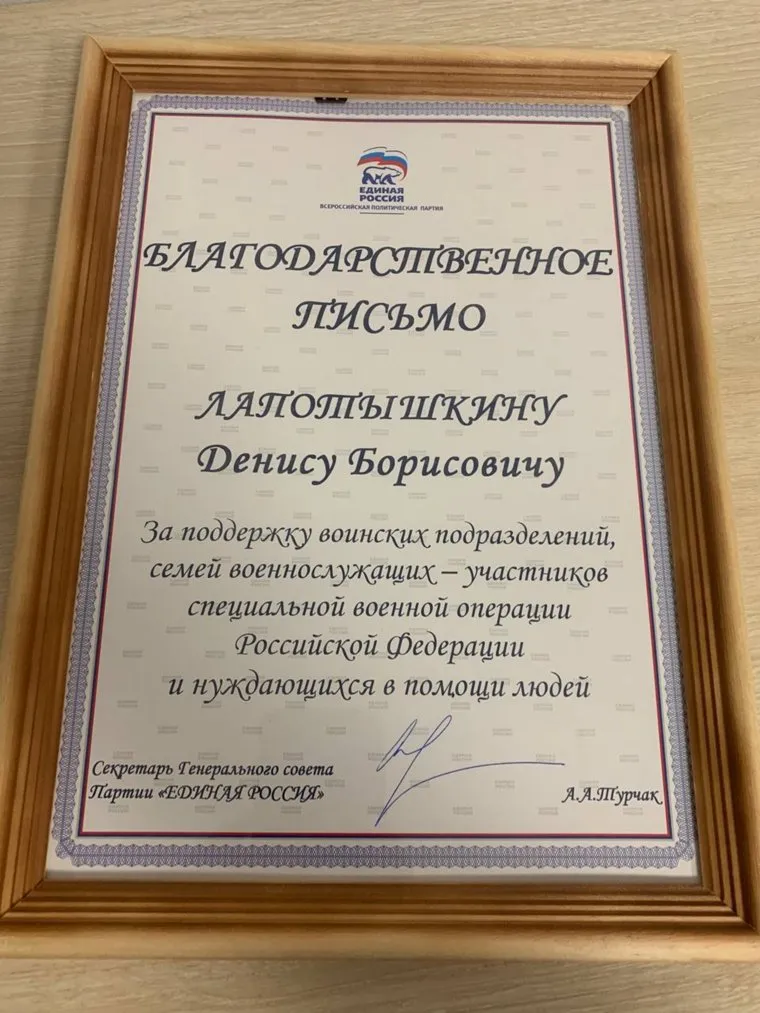 ЕДИНАЯ
РОССИЯ
ВСЕРОССИЙСКАЯ ПОЛИТИЧЕСКАЯ ПАРТИЯ
БЛАГОДАРСТВЕННОЕ
ПИСЬМО
ЛАПОТЫШКИНУ
Денису Борисовичу
За поддержку воинских подразделений,
семей военнослужащих – участников
специальной военной операции
Российской Федерации
и нуждающихся в помощи людей
Секретарь Генерального совета
Партии «ЕДИНАЯ РОССИЯ»
А.А.Турчак